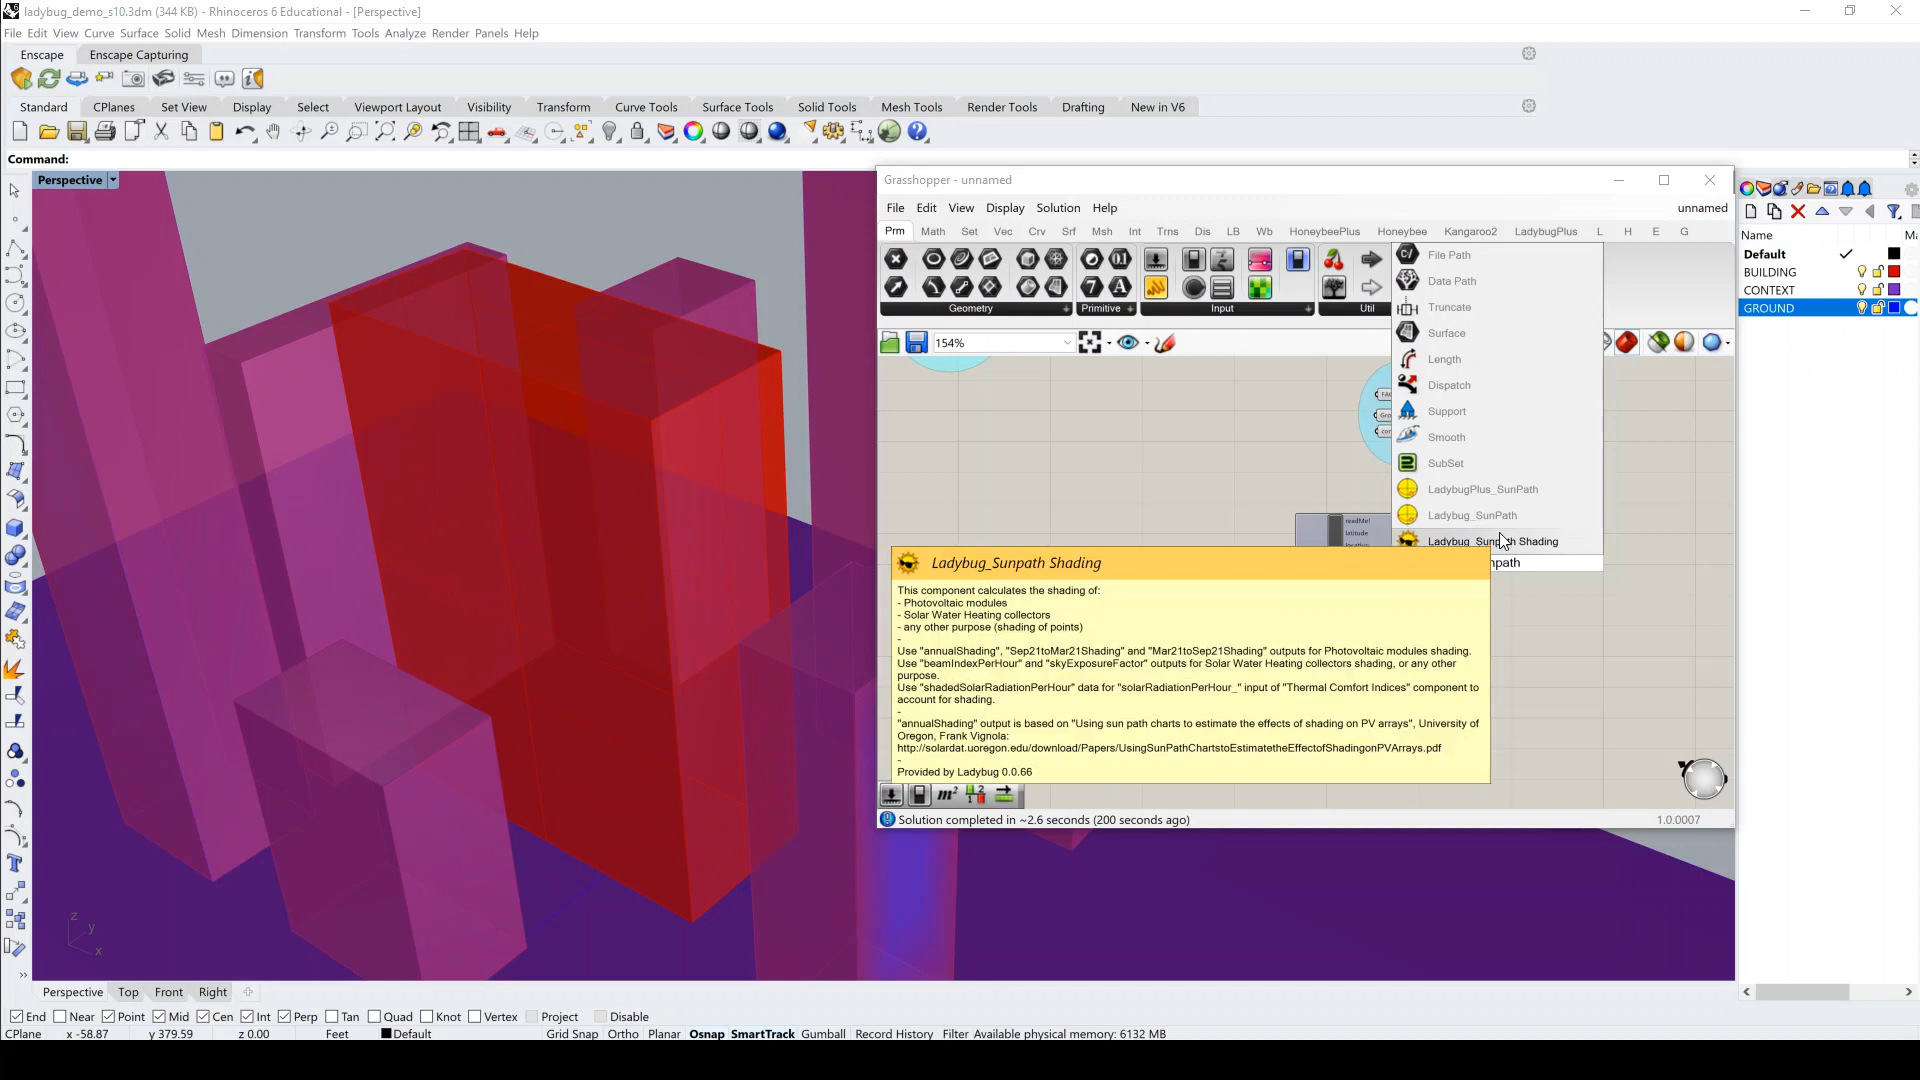 ladybug_demo_s10.3dm (344 KB) - Rhinoceros 6 Educational - [Perspective]
File Edit View Curve Surface Solid Mesh Dimension Transform Tools Analyze Render Panels Help
Enscape Enscape Capturing
Standard CPlanes Set View Display Select Viewport Layout Visibility Transform Curve Tools Surface Tools Solid Tools Mesh Tools Render Tools Drafting New in V6
Command:
Perspective
Grasshopper - unnamed
File Edit View Display Solution Help unnamed
Prm Math Set Vec Crv Srf Msh Int Trns Dis LB Wb HoneybeePlus Honeybee Kangaroo2 LadybugPlus L H E G
Geometry Primitive Input Util
154%
File Path
Data Path
Truncate
Surface
Length
Dispatch
Support
Smooth
SubSet
LadybugPlus_SunPath
Ladybug_SunPath
Ladybug_Sunpath Shading
readMe!
latitude
Ladybug_Sunpath Shading
This component calculates the shading of:
- Photovoltaic modules
- Solar Water Heating collectors
- any other purpose (shading of points)
-
Use "annualShading", "Sep21toMar21Shading" and "Mar21toSep21Shading" outputs for Photovoltaic modules shading.
Use "beamIndexPerHour" and "skyExposureFactor" outputs for Solar Water Heating collectors shading, or any other
purpose.
Use "shadedSolarRadiationPerHour" data for "solarRadiationPerHour_" input of "Thermal Comfort Indices" component to
account for shading.
-
"annualShading" output is based on "Using sun path charts to estimate the effects of shading on PV arrays", University of
Oregon, Frank Vignola:
http://solardat.uoregon.edu/download/Papers/UsingSunPathChartstoEstimatetheEffectofShadingonPVArrays.pdf
-
Provided by Ladybug 0.0.66
m²
Solution completed in ~2.6 seconds (200 seconds ago) 1.0.0007
Name
Default
BUILDING
CONTEXT
GROUND
z
y
x
Perspective Top Front Right
End Near Point Mid Cen Int Perp Tan Quad Knot Vertex Project Disable
CPlane x -58.87 y 379.59 z 0.00 Feet Default Grid Snap Ortho Planar Osnap SmartTrack Gumball Record History Filter Available physical memory: 6132 MB